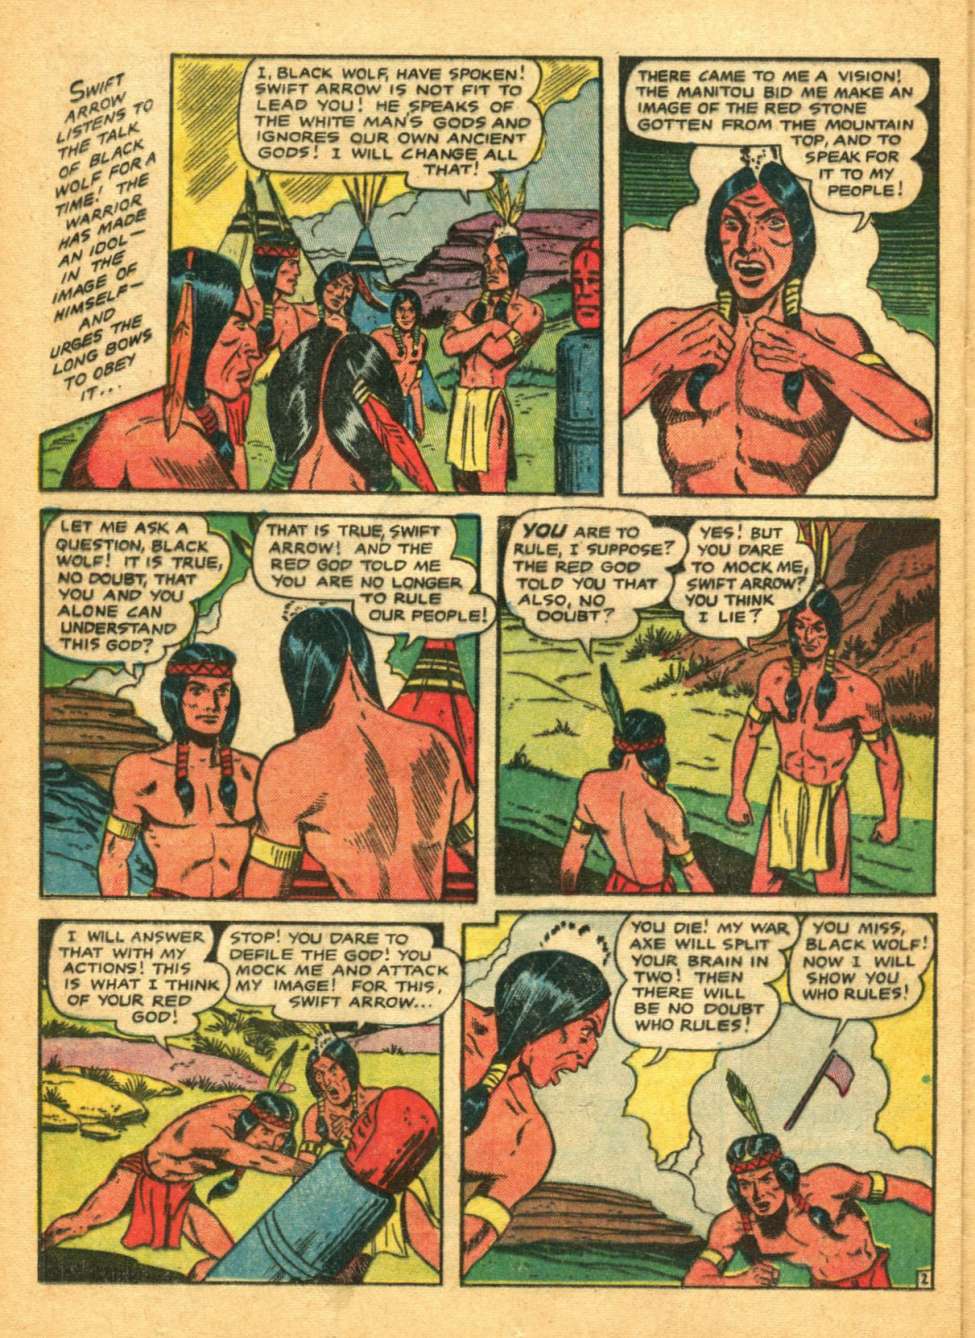 SWIFT
ARROW
LISTENS TO
THE TALK
OF BLACK
WOLF FOR A
TIME! THE
WARRIOR
HAS MADE
AN IDOL—
IN THE
IMAGE OF
HIMSELF—
AND
URGES THE
LONG BOWS
TO OBEY
IT...
I, BLACK WOLF, HAVE SPOKEN!
SWIFT ARROW IS NOT FIT TO
LEAD YOU! HE SPEAKS OF
THE WHITE MAN'S GODS AND
IGNORES OUR OWN ANCIENT
GODS! I WILL CHANGE ALL
THAT!
THERE CAME TO ME A VISION!
THE MANITOU BID ME MAKE AN
IMAGE OF THE RED STONE
GOTTEN FROM THE MOUNTAIN
TOP, AND TO
SPEAK FOR
IT TO MY
PEOPLE!
LET ME ASK A
QUESTION, BLACK
WOLF! IT IS TRUE,
NO DOUBT, THAT
YOU AND YOU
ALONE CAN
UNDERSTAND
THIS GOD?
THAT IS TRUE, SWIFT
ARROW! AND THE
RED GOD TOLD ME
YOU ARE NO LONGER
TO RULE
OUR PEOPLE!
YOU ARE TO
RULE, I SUPPOSE?
THE RED GOD
TOLD YOU THAT
ALSO, NO
DOUBT?
YES! BUT
YOU DARE
TO MOCK ME,
SWIFT ARROW?
YOU THINK
I LIE?
I WILL ANSWER
THAT WITH MY
ACTIONS! THIS
IS WHAT I THINK
OF YOUR RED
GOD!
STOP! YOU DARE TO
DEFILE THE GOD! YOU
MOCK ME AND ATTACK
MY IMAGE! FOR THIS,
SWIFT ARROW...
YOU DIE! MY WAR
AXE WILL SPLIT
YOUR BRAIN IN
TWO! THEN
THERE WILL
BE NO DOUBT
WHO RULES!
YOU MISS,
BLACK WOLF!
NOW I WILL
SHOW YOU
WHO RULES!
2